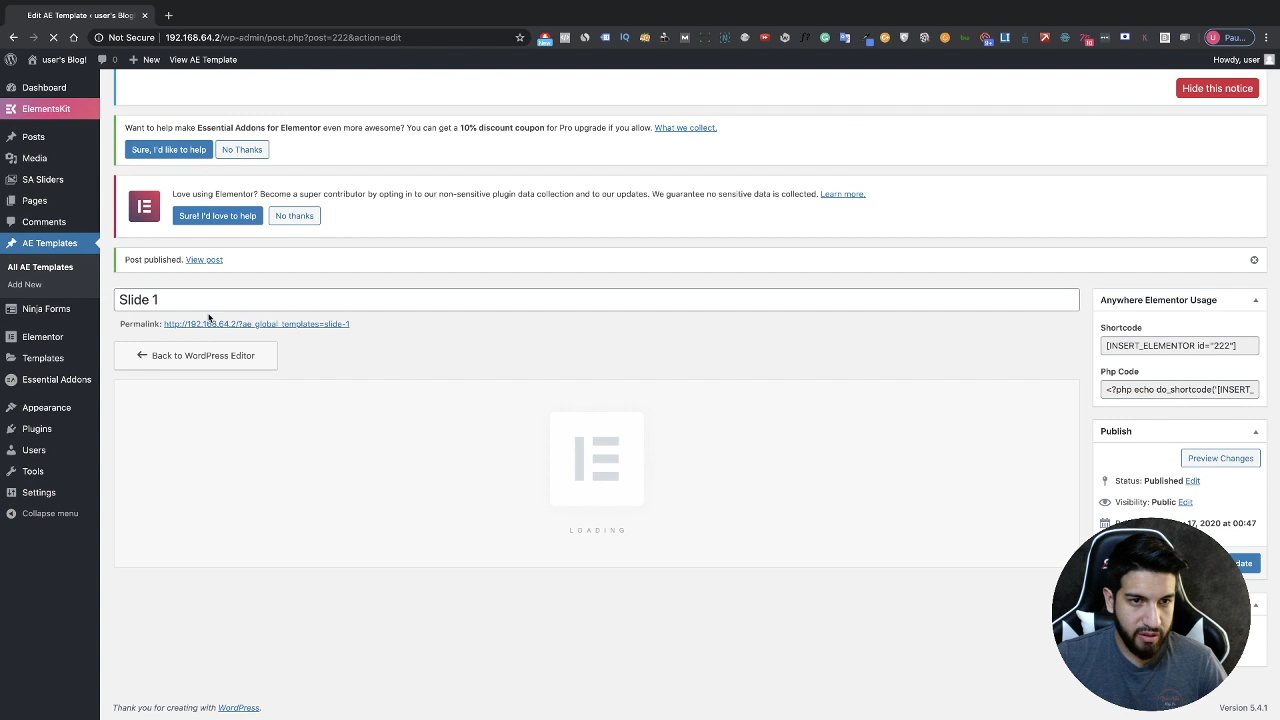 Edit AE Templates ‹ user's Blog!
Not Secure
192.168.64.2/wp-admin/post.php?post=222&action=edit
Pau...
user's Blog!
0
New
View AE Template
Howdy, user
Dashboard
ElementsKit
Posts
Media
SA Sliders
Pages
Comments
AE Templates
All AE Templates
Add New
Ninja Forms
Elementor
Templates
Essential Addons
Appearance
Plugins
Users
Tools
Settings
Collapse menu
Hide this notice
Want to help make Essential Addons for Elementor even more awesome? You can get a 10% discount coupon for Pro upgrade if you allow. What we collect.
Sure, I'd like to help
No Thanks
Love using Elementor? Become a super contributor by opting in to our non-sensitive plugin data collection and to our updates. We guarantee no sensitive data is collected. Learn more.
Sure! I'd love to help
No thanks
Post published. View post
Slide 1
Permalink: http://192.168.64.2/?ae_global_templates=slide-1
Back to WordPress Editor
LOADING
Anywhere Elementor Usage
Shortcode
[INSERT_ELEMENTOR id="222"]
Php Code
<?php echo do_shortcode('[INSERT_
Publish
Preview Changes
Status: Published Edit
Visibility: Public Edit
17, 2020 at 00:47
Thank you for creating with WordPress.
Version 5.4.1